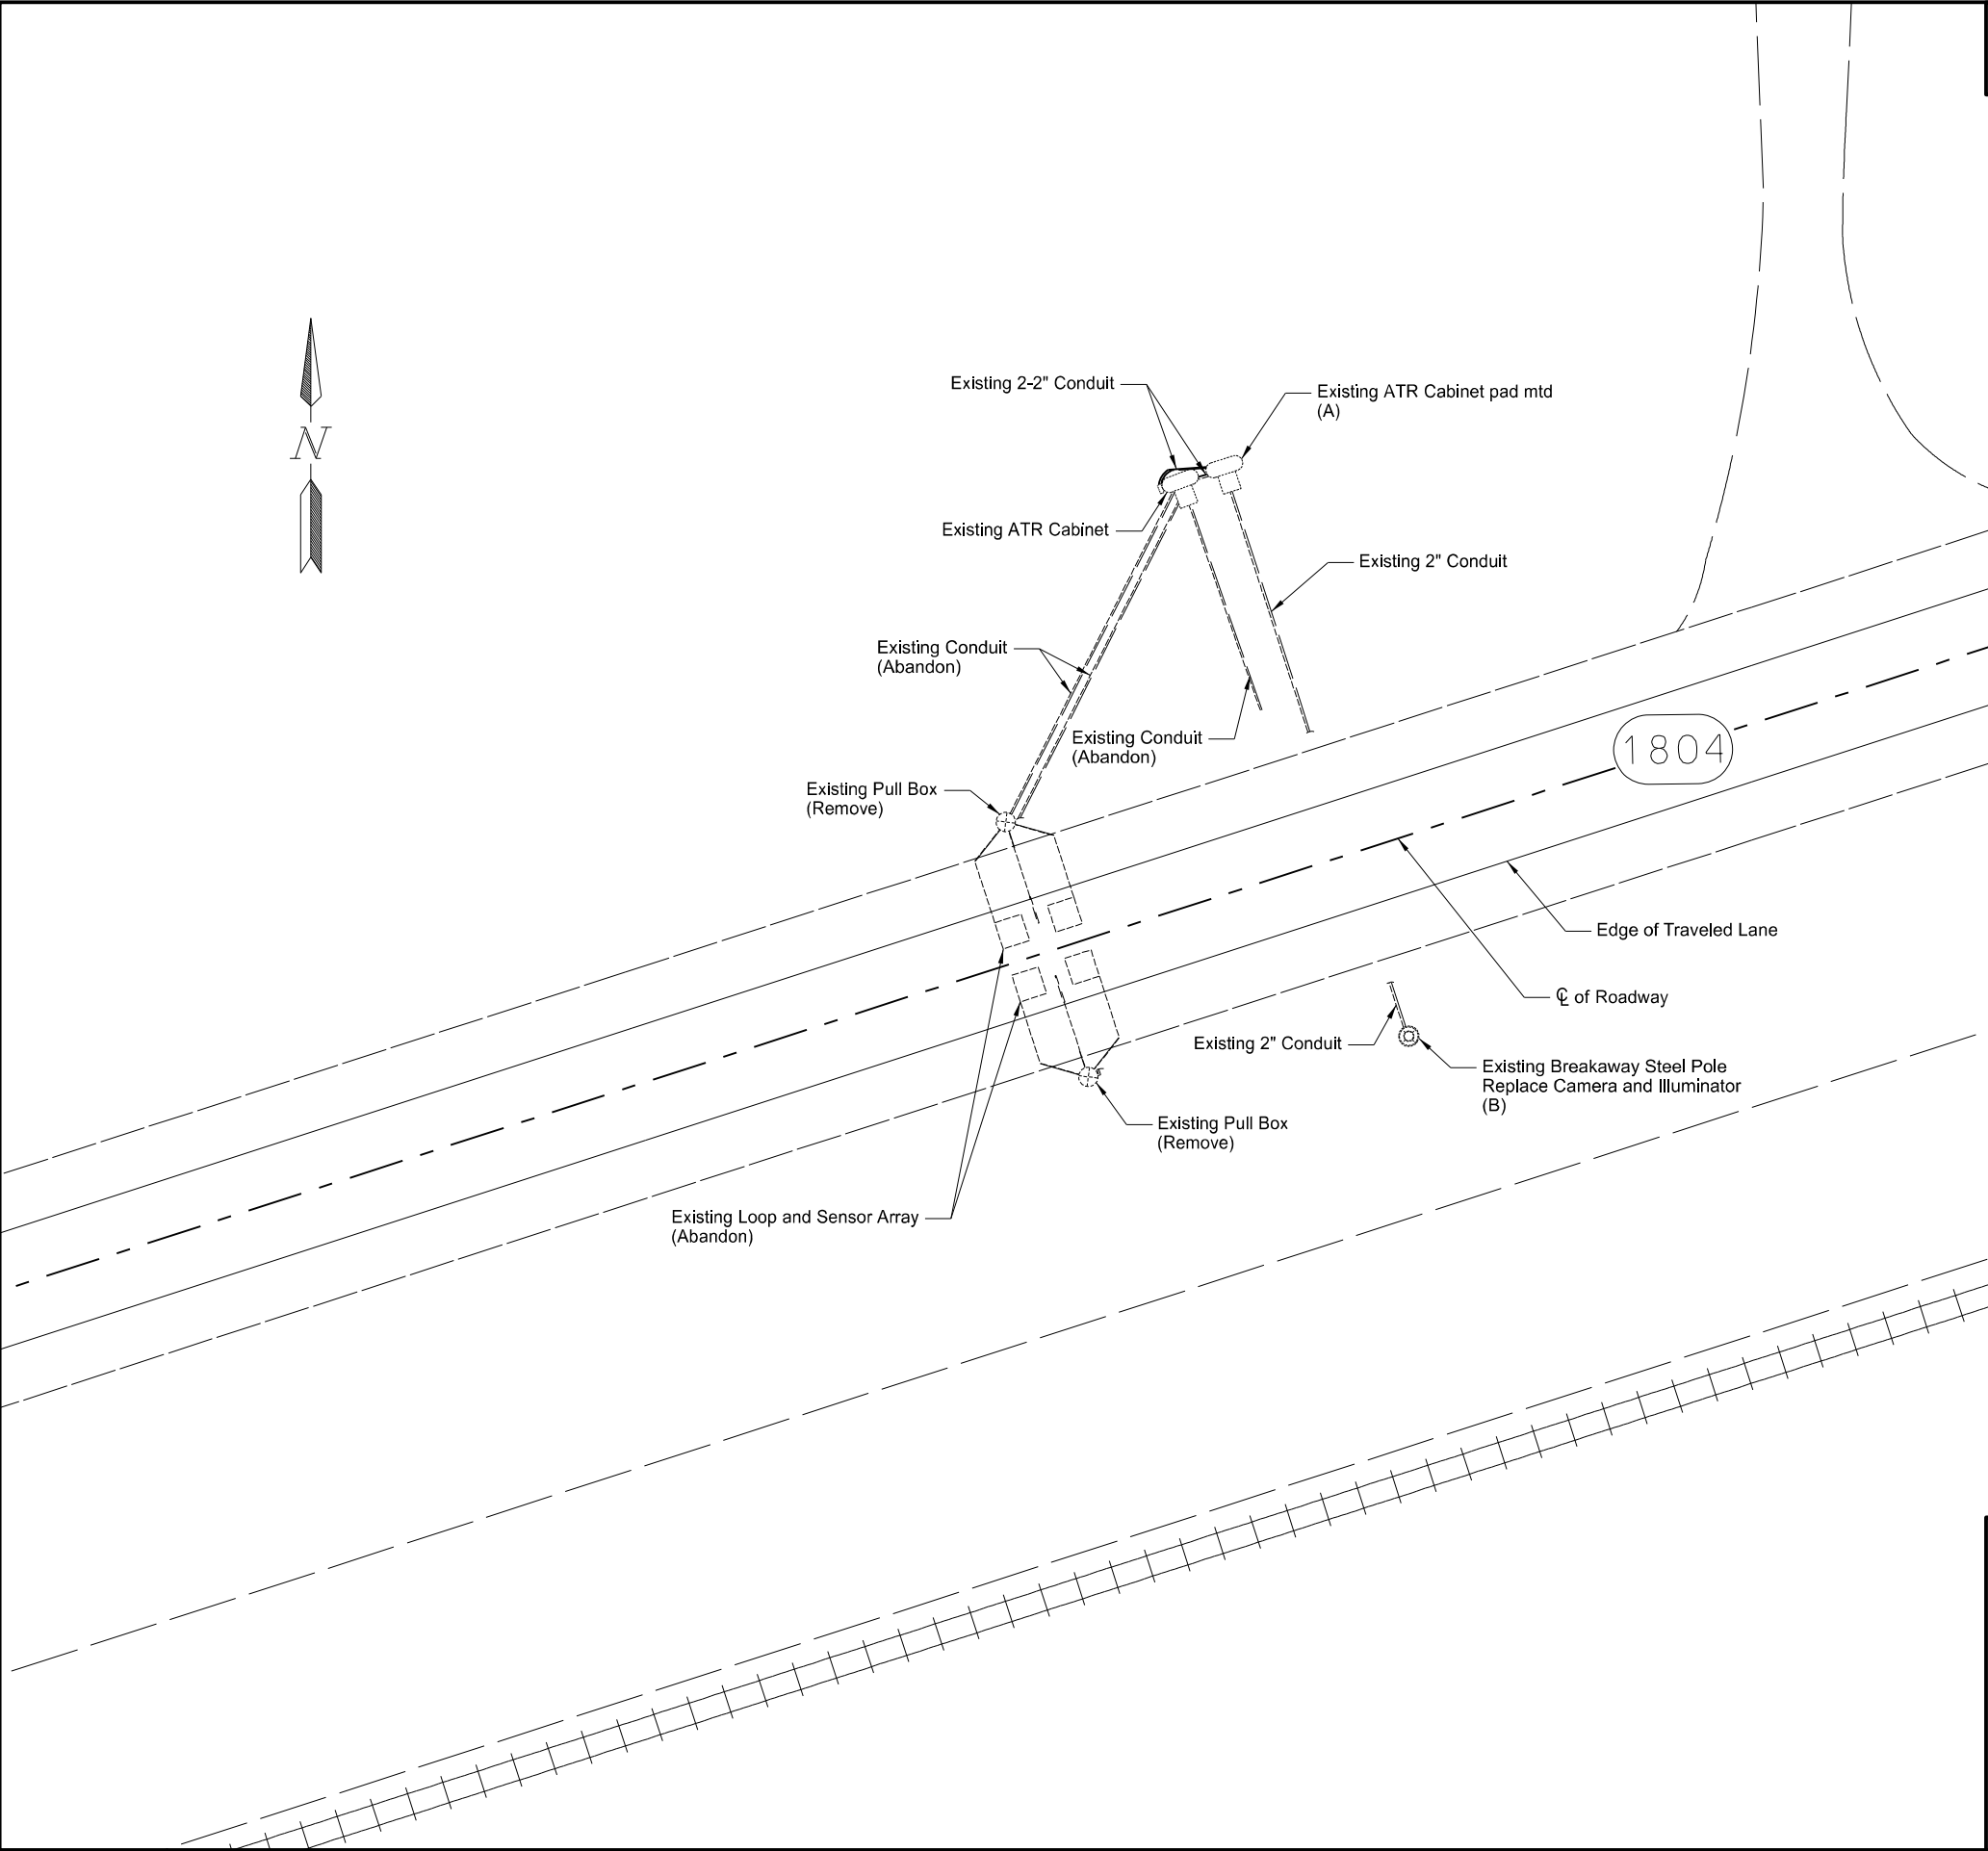 Existing 2-2" Conduit
Existing ATR Cabinet pad mtd
(A)
N
Existing ATR Cabinet
Existing 2" Conduit
Existing Conduit
(Abandon)
Existing Conduit
(Abandon)
1804
Existing Pull Box
(Remove)
Edge of Traveled Lane
℄ of Roadway
Existing 2" Conduit
Existing Breakaway Steel Pole
Replace Camera and Illuminator
(B)
Existing Pull Box
(Remove)
Existing Loop and Sensor Array
(Abandon)